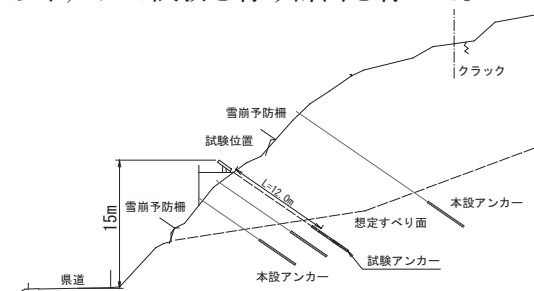 クラック
雪崩予防柵
試験位置
L=12.0m
15m
雪崩予防柵
想定すべり面
本設アンカー
県道
本設アンカー
試験アンカー